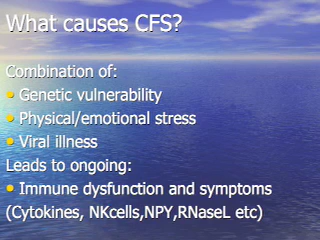 What causes CFS?
Combination of:
• Genetic vulnerability
• Physical/emotional stress
• Viral illness
Leads to ongoing:
• Immune dysfunction and symptoms
(Cytokines, NKcells,NPY,RNaseL etc)